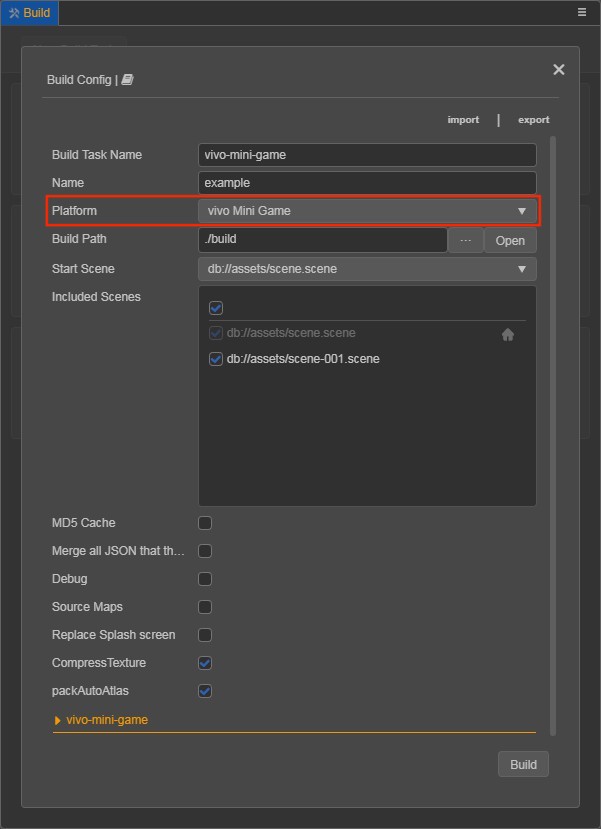 Build
Build Config |
import | export
Build Task Name vivo-mini-game
Name example
Platform vivo Mini Game
Build Path ./build ··· Open
Start Scene db://assets/scene.scene
Included Scenes
db://assets/scene.scene
db://assets/scene-001.scene
MD5 Cache
Merge all JSON that th…
Debug
Source Maps
Replace Splash screen
CompressTexture
packAutoAtlas
vivo-mini-game
Build